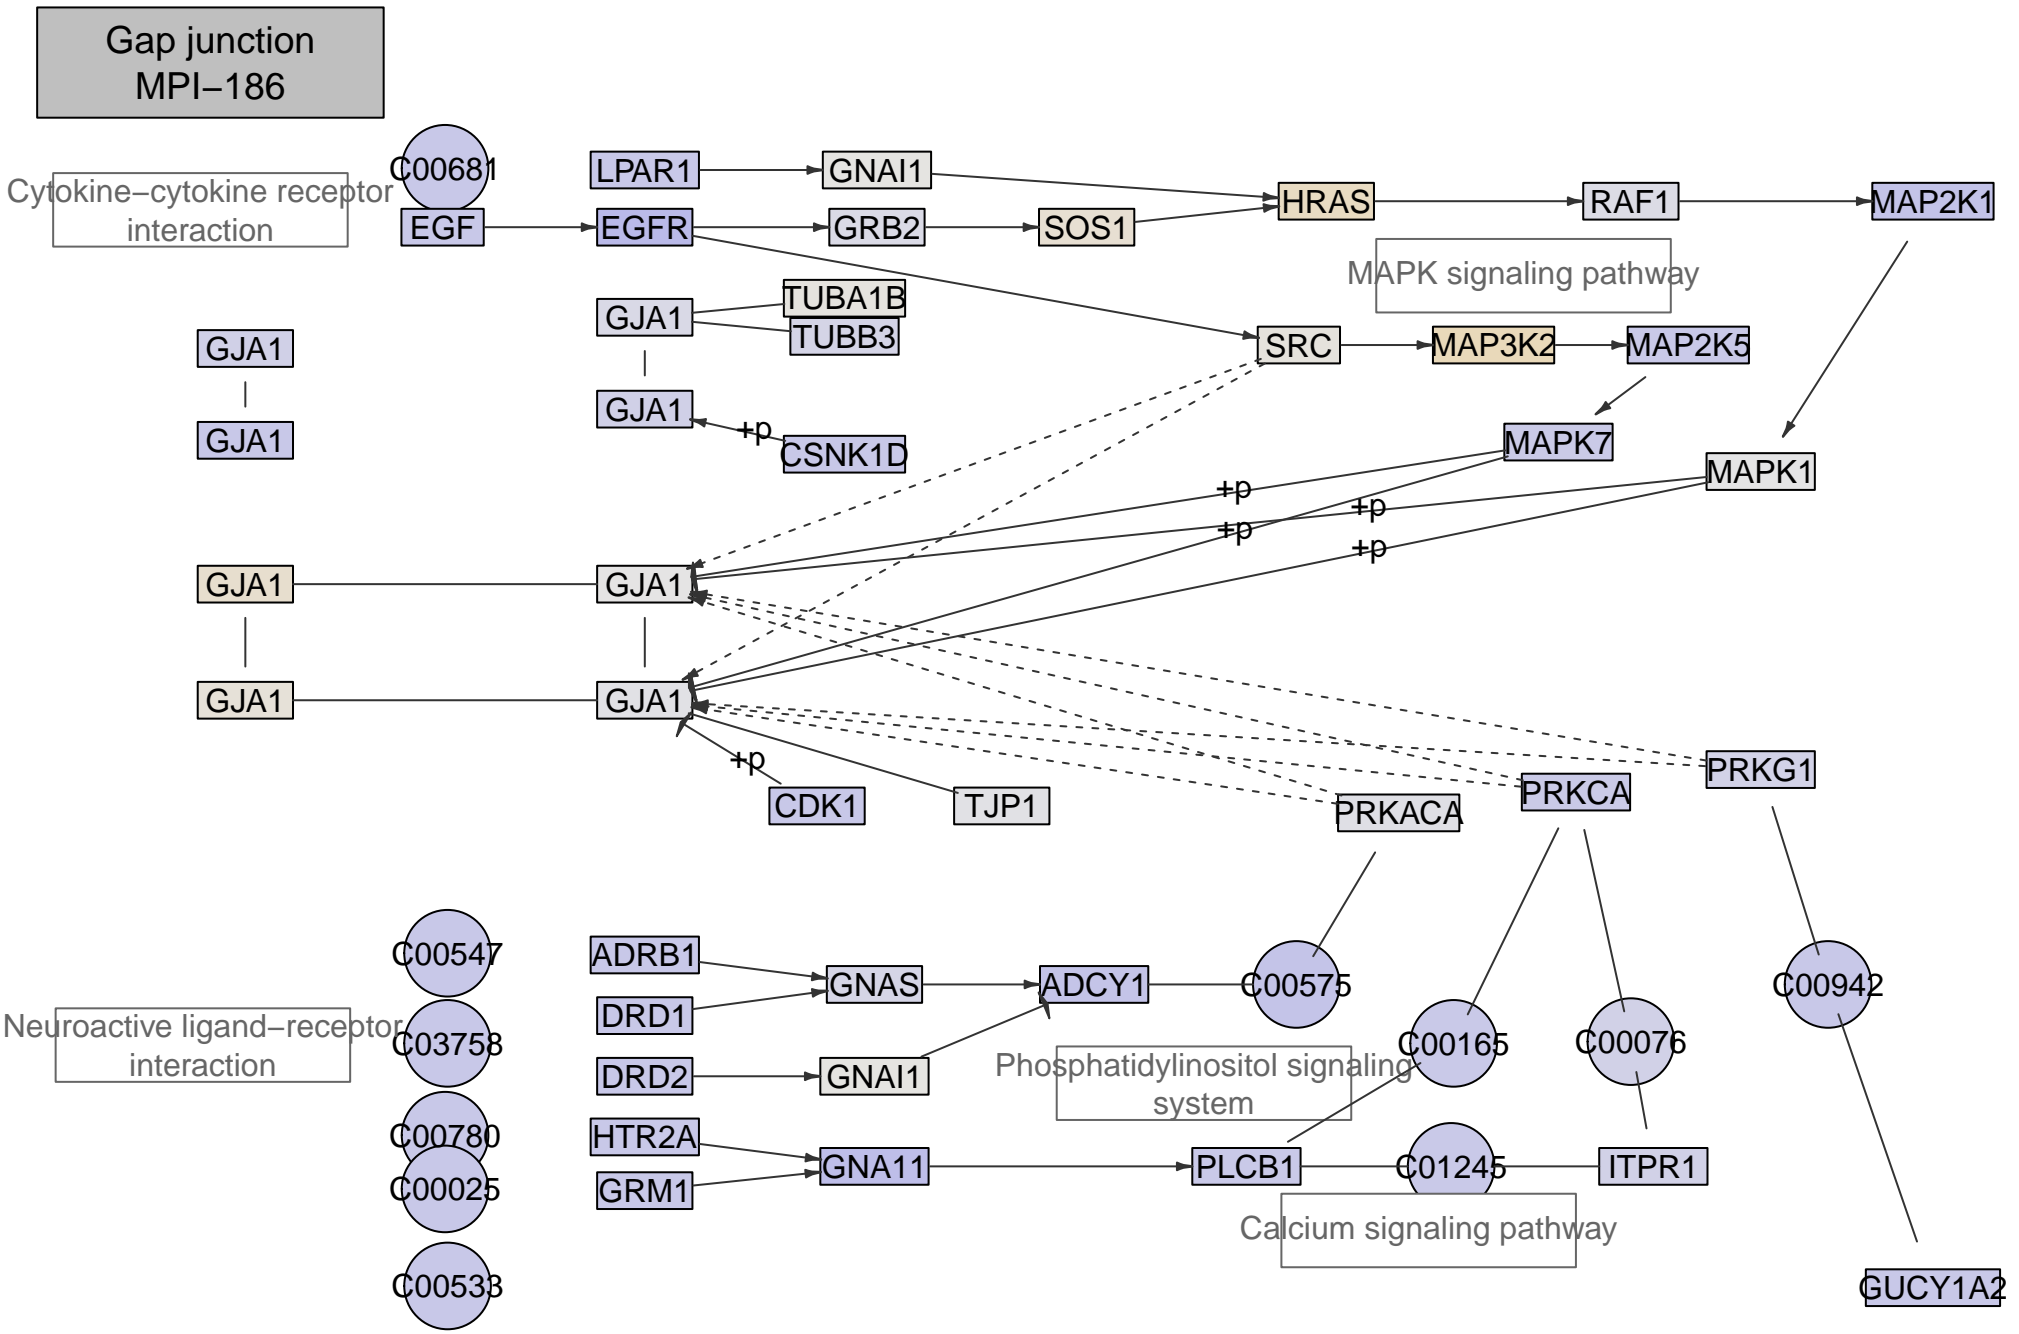 Gap junction
MPI−186
C00681
LPAR1
GNAI1
Cytokine−cytokine receptor
interaction
HRAS
RAF1
MAP2K1
EGF
EGFR
GRB2
SOS1
MAPK signaling pathway
TUBA1B
GJA1
TUBB3
GJA1
SRC
MAP3K2
MAP2K5
GJA1
+p
CSNK1D
GJA1
MAPK7
MAPK1
+p
+p
+p
+p
GJA1
GJA1
GJA1
GJA1
+p
CDK1
TJP1
PRKACA
PRKCA
PRKG1
C00547
ADRB1
GNAS
ADCY1
C00575
C00942
DRD1
Neuroactive ligand−receptor
interaction
C03758
C00165
C00076
DRD2
GNAI1
Phosphatidylinositol signaling
system
C00780
HTR2A
GNA11
PLCB1
C01245
ITPR1
C00025
GRM1
Calcium signaling pathway
C00533
GUCY1A2